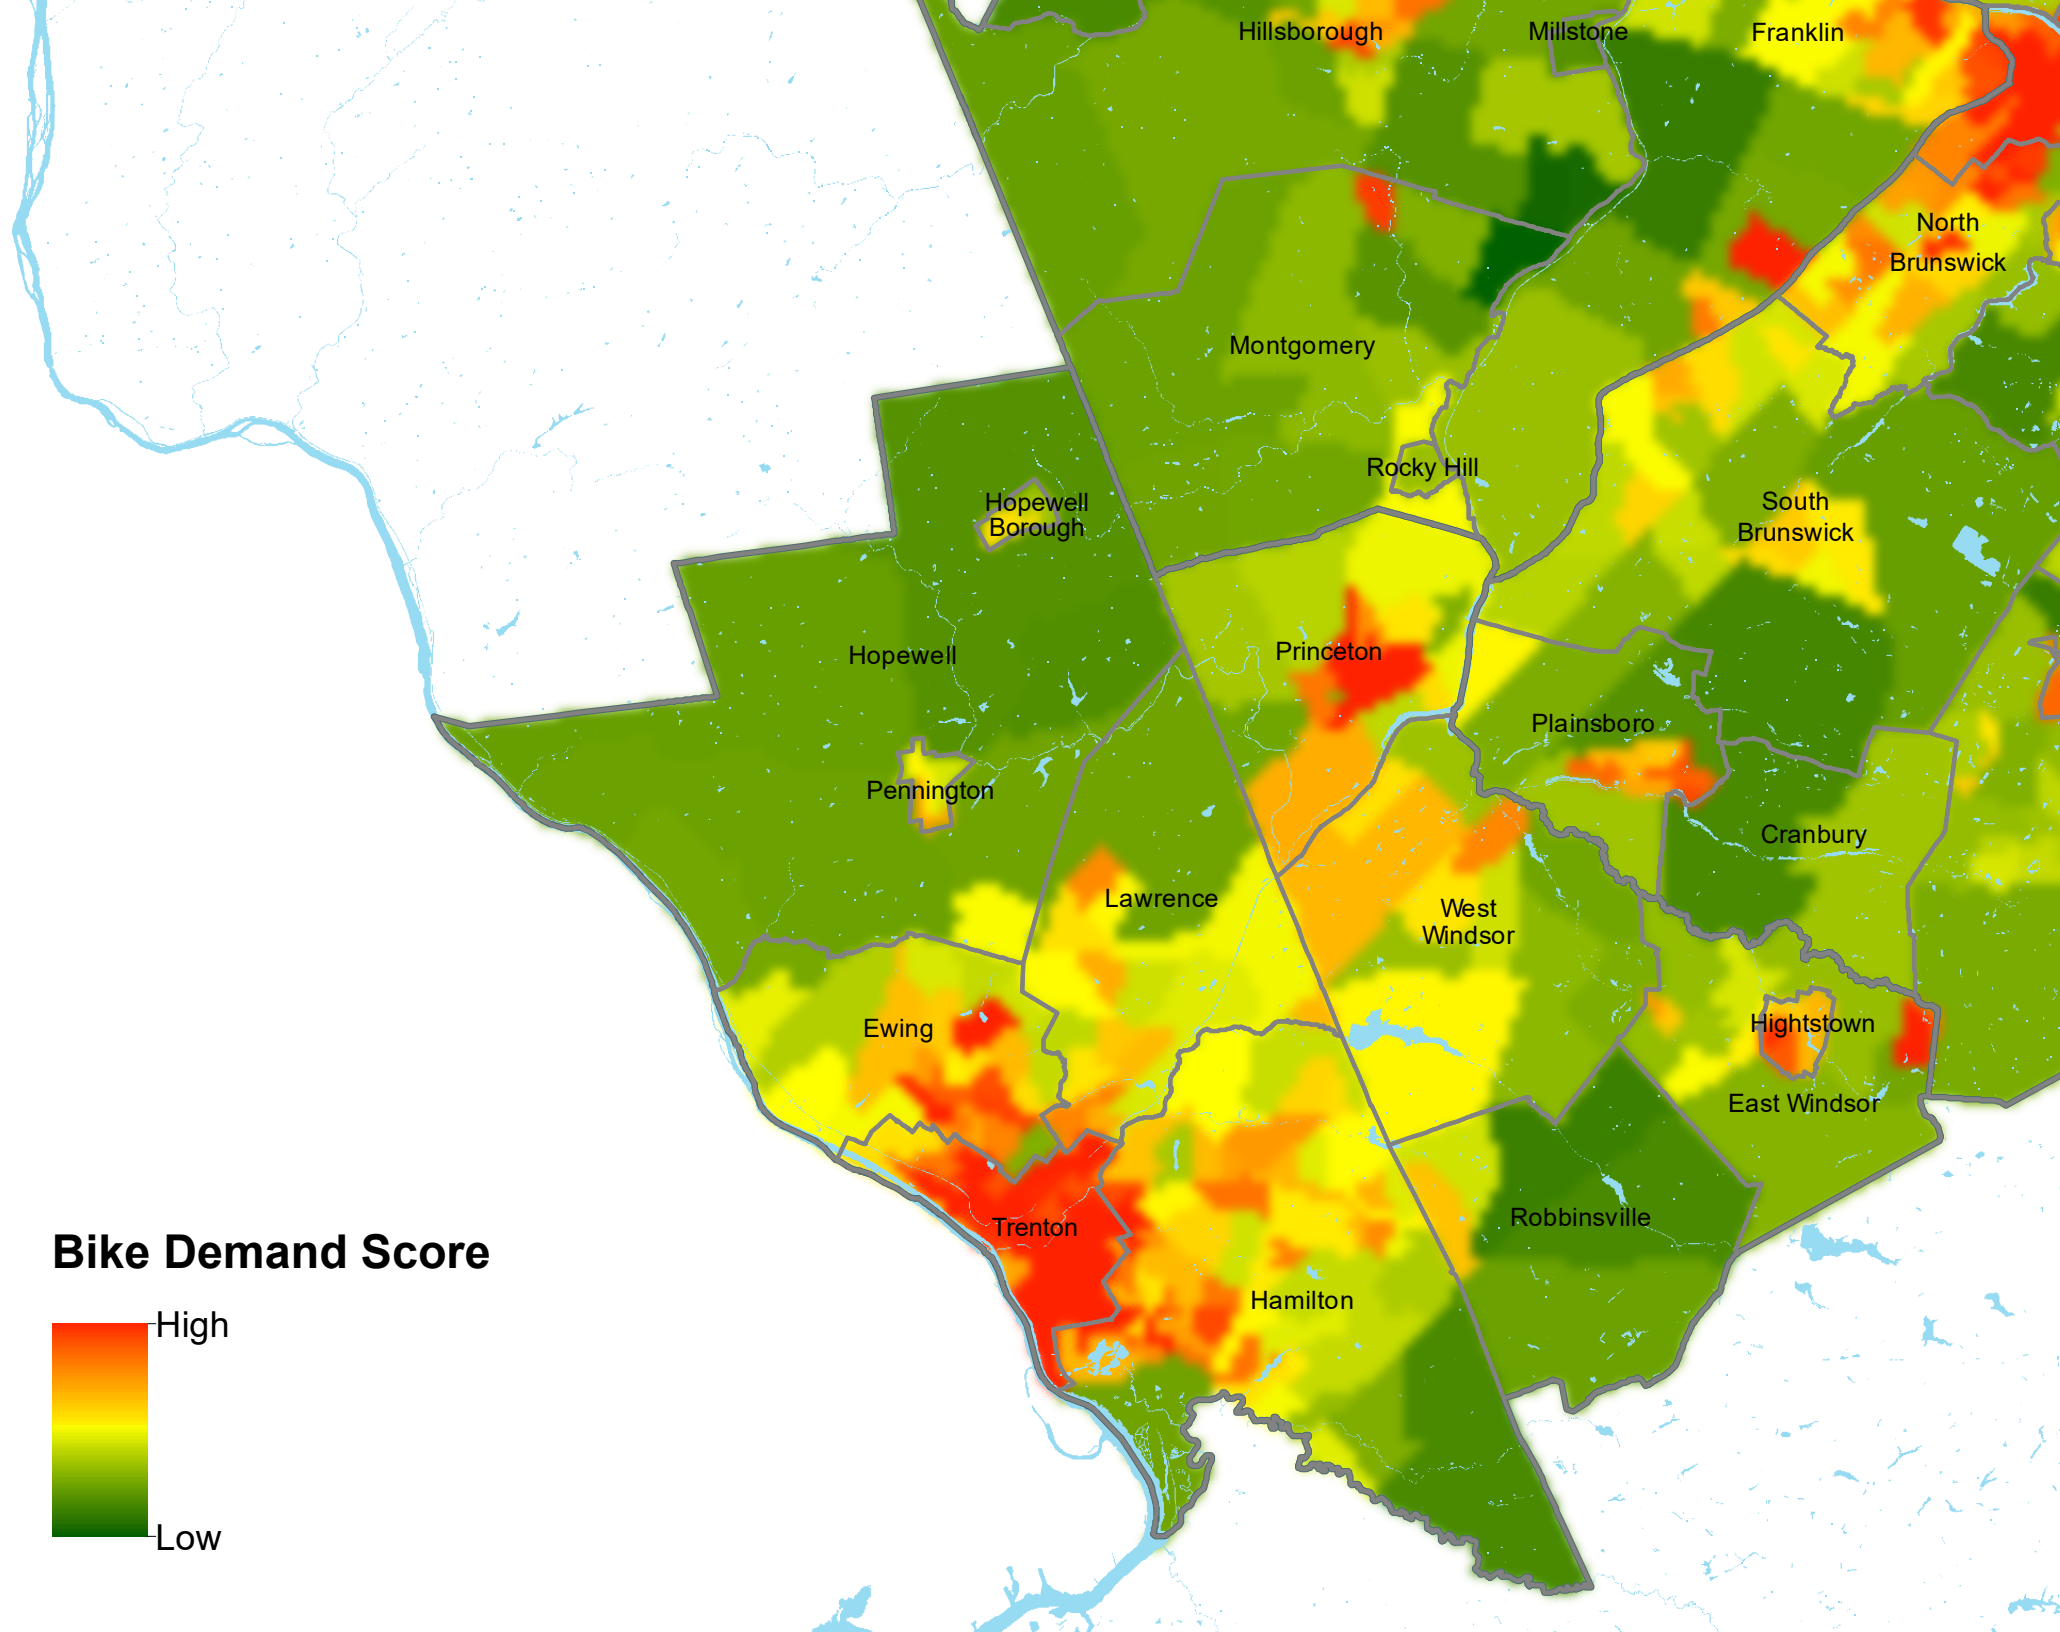 Hillsborough
Millstone
Franklin
North
Brunswick
Montgomery
Rocky Hill
Hopewell
Borough
South
Brunswick
Hopewell
Princeton
Plainsboro
Pennington
Cranbury
Lawrence
West
Windsor
Ewing
Hightstown
East Windsor
Trenton
Robbinsville
Hamilton
Bike Demand Score
High
Low